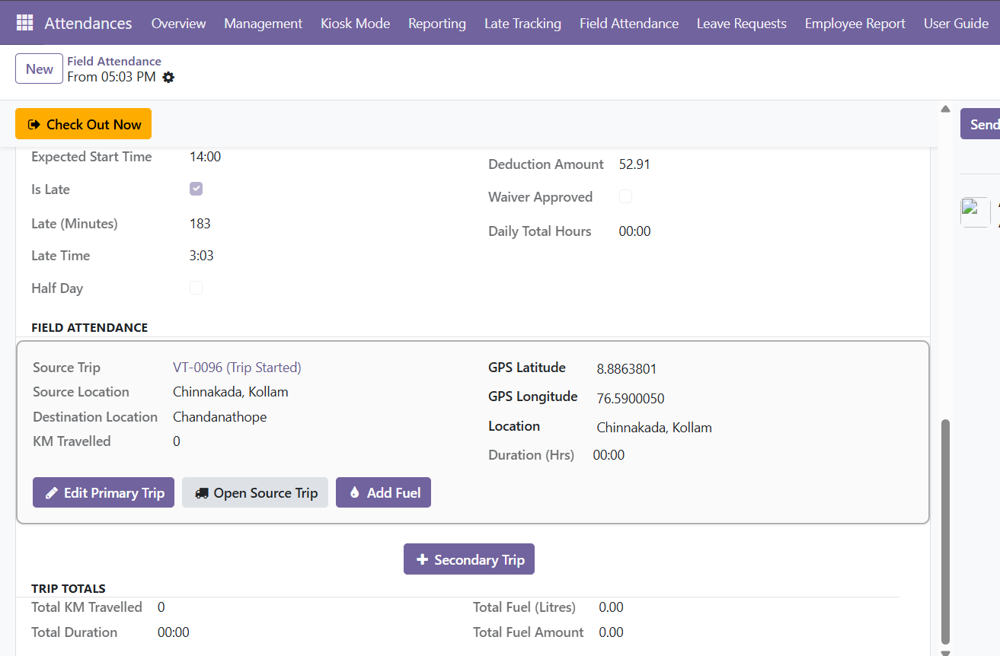 Attendances Overview Management Kiosk Mode Reporting Late Tracking Field Attendance Leave Requests Employee Report User Guide
New
Field Attendance
From 05:03 PM
Check Out Now
Send
Expected Start Time 14:00
Is Late
Late (Minutes) 183
Late Time 3:03
Half Day
Deduction Amount 52.91
Waiver Approved
Daily Total Hours 00:00
FIELD ATTENDANCE
Source Trip VT-0096 (Trip Started)
Source Location Chinnakada, Kollam
Destination Location Chandanathope
KM Travelled 0
GPS Latitude 8.8863801
GPS Longitude 76.5900050
Location Chinnakada, Kollam
Duration (Hrs) 00:00
Edit Primary Trip Open Source Trip Add Fuel
Secondary Trip
TRIP TOTALS
Total KM Travelled 0
Total Duration 00:00
Total Fuel (Litres) 0.00
Total Fuel Amount 0.00